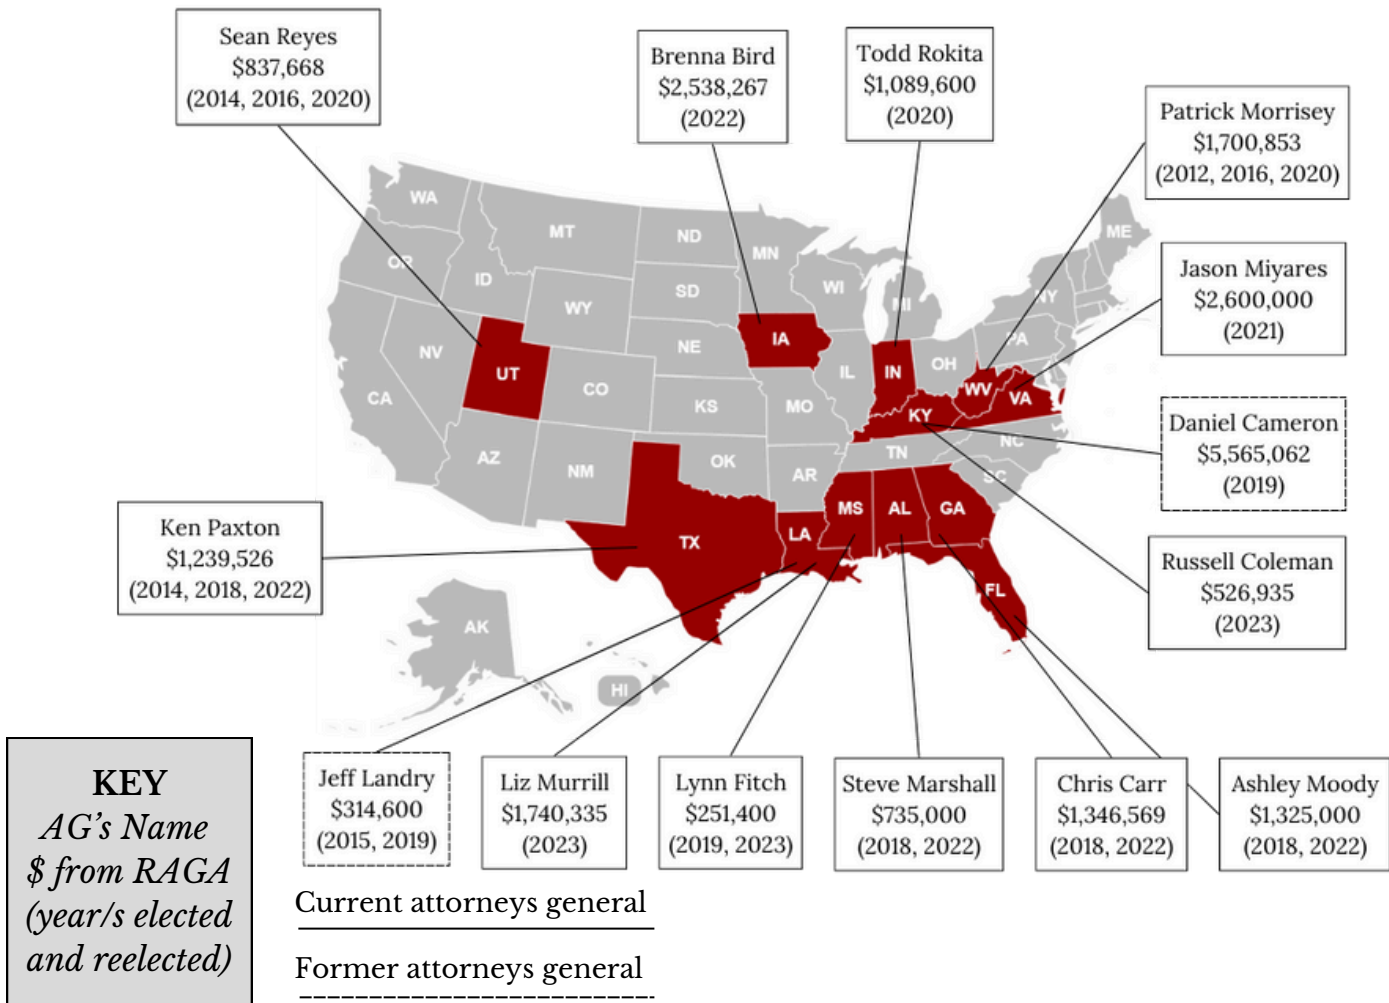 Sean Reyes
$837,668
(2014, 2016, 2020)
Brenna Bird
$2,538,267
(2022)
Todd Rokita
$1,089,600
(2020)
Patrick Morrisey
$1,700,853
(2012, 2016, 2020)
Jason Miyares
$2,600,000
(2021)
Daniel Cameron
$5,565,062
(2019)
Russell Coleman
$526,935
(2023)
Ken Paxton
$1,239,526
(2014, 2018, 2022)
WA
OR
CA
NV
ID
MT
WY
UT
AZ
CO
NM
ND
SD
NE
KS
OK
TX
MN
IA
MO
AR
LA
WI
IL
MI
IN
OH
KY
TN
MS
AL
GA
FL
SC
NC
VA
WV
PA
NY
ME
AK
HI
Jeff Landry
$314,600
(2015, 2019)
Liz Murrill
$1,740,335
(2023)
Lynn Fitch
$251,400
(2019, 2023)
Steve Marshall
$735,000
(2018, 2022)
Chris Carr
$1,346,569
(2018, 2022)
Ashley Moody
$1,325,000
(2018, 2022)
KEY
AG’s Name
$ from RAGA
(year/s elected
and reelected)
Current attorneys general
Former attorneys general